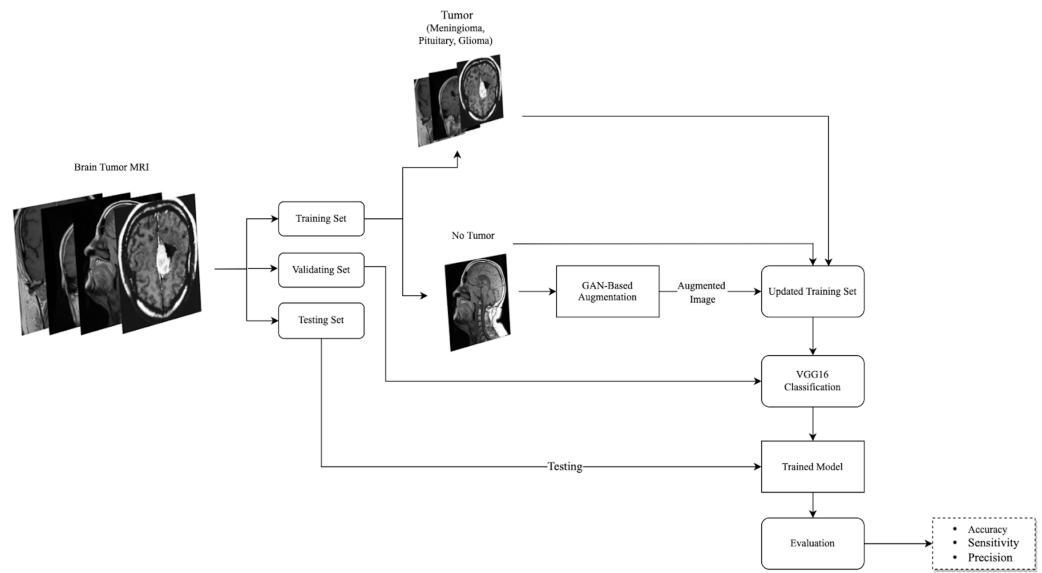 Tumor
(Meningioma,
Pituitary, Glioma)
Brain Tumor MRI
Training Set
No Tumor
Validating Set
GAN-Based
Augmentation
Augmented
Image
Updated Training Set
Testing Set
VGG16
Classification
Testing
Trained Model
Evaluation
• Accuracy
• Sensitivity
• Precision